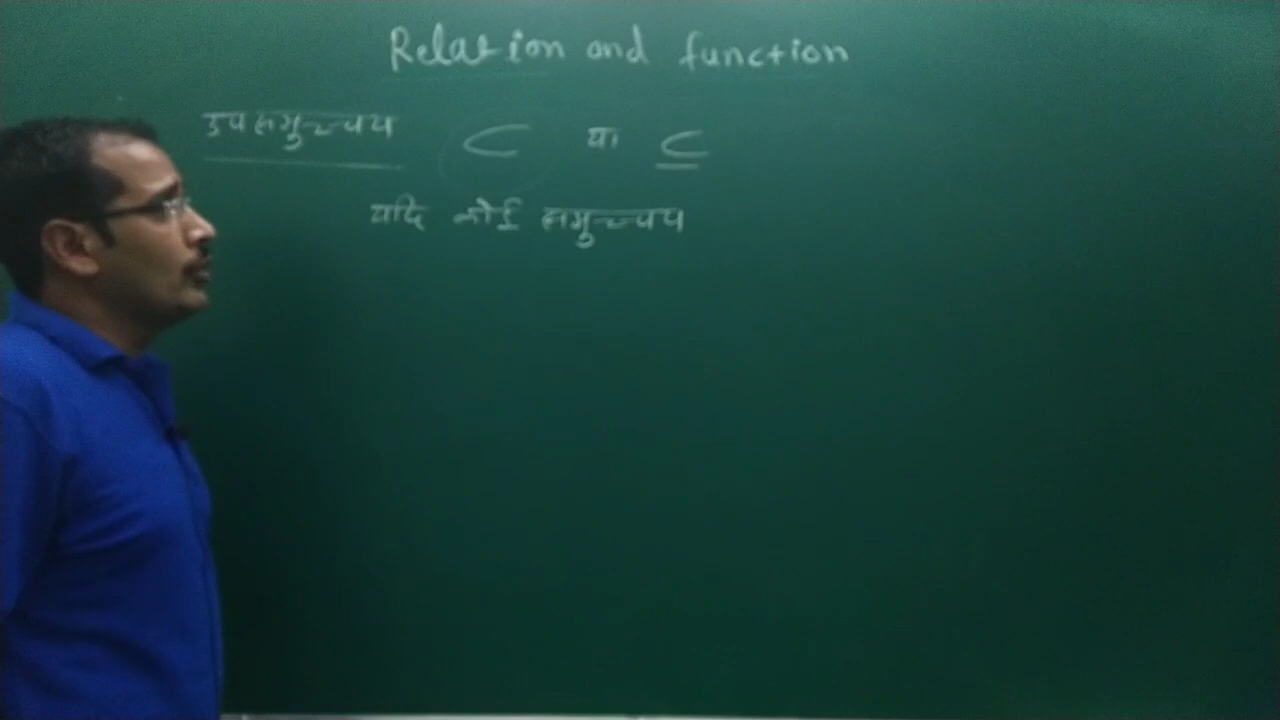 Relation and function
उपसमुच्चय ⊂ या ⊆
यदि कोई समुच्चय